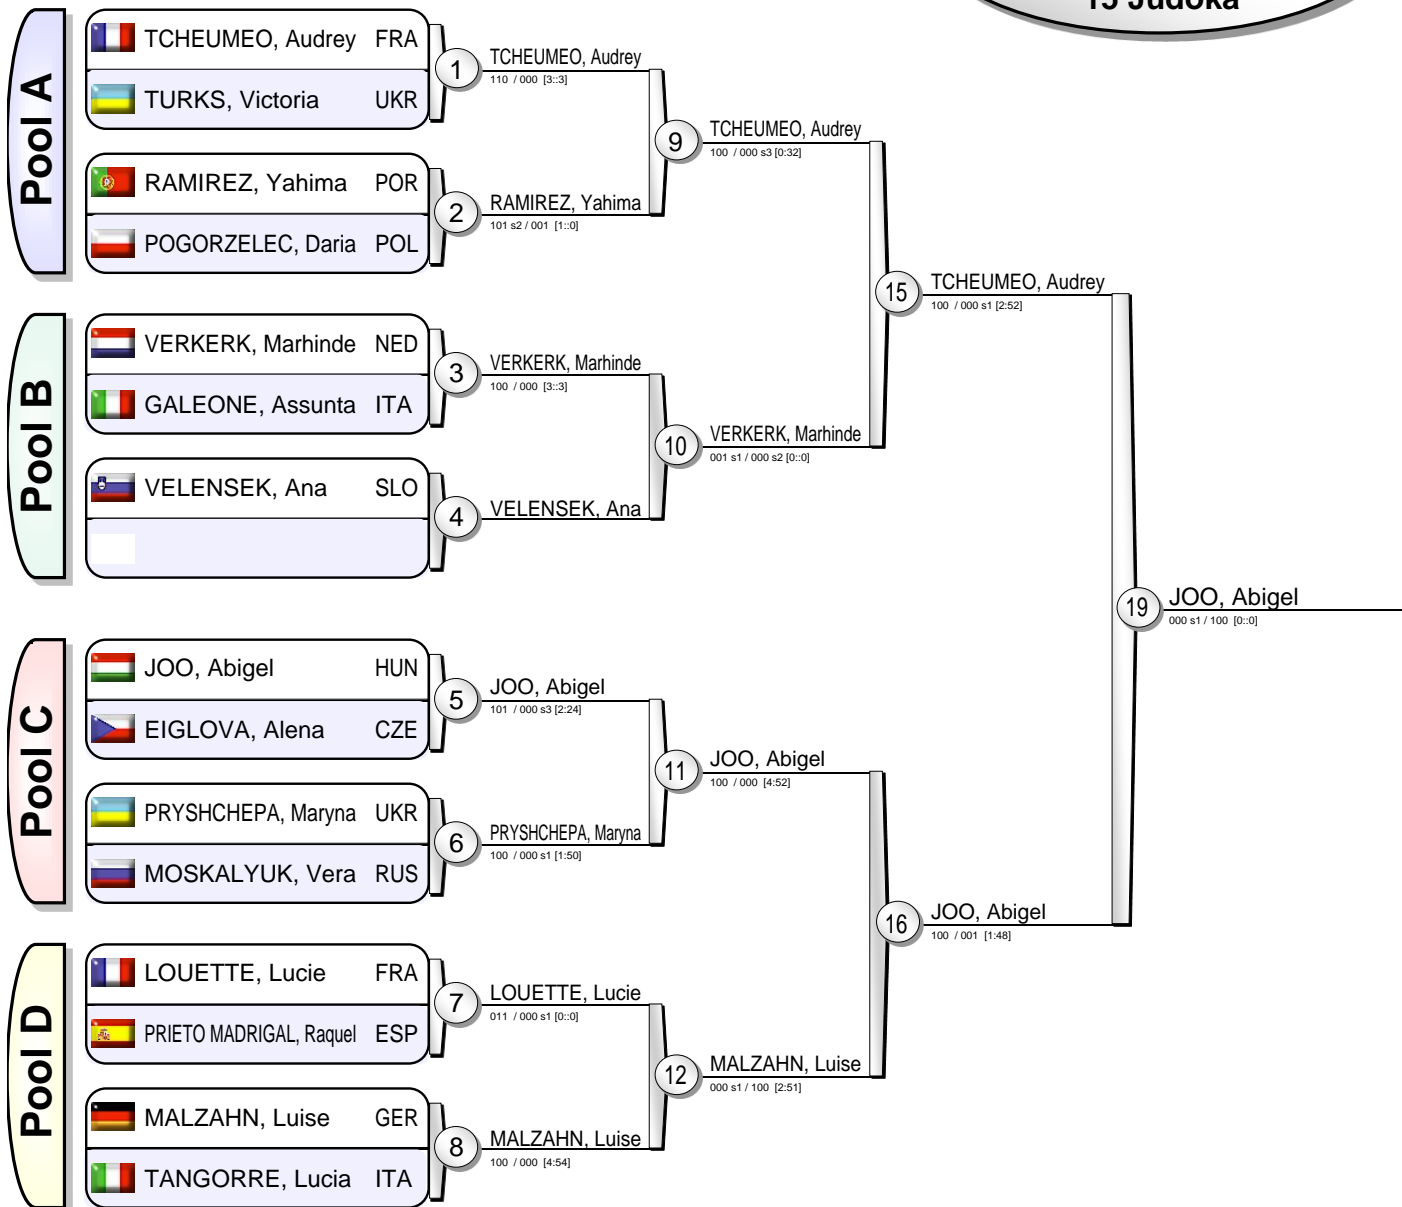 15 Judoka
Pool A
TCHEUMEO, Audrey FRA
TURKS, Victoria UKR
RAMIREZ, Yahima POR
POGORZELEC, Daria POL
Pool B
VERKERK, Marhinde NED
GALEONE, Assunta ITA
VELENSEK, Ana SLO
Pool C
JOO, Abigel HUN
EIGLOVA, Alena CZE
PRYSHCHEPA, Maryna UKR
MOSKALYUK, Vera RUS
Pool D
LOUETTE, Lucie FRA
PRIETO MADRIGAL, Raquel ESP
MALZAHN, Luise GER
TANGORRE, Lucia ITA
1
TCHEUMEO, Audrey
110 / 000 [3::3]
2
RAMIREZ, Yahima
101 s2 / 001 [1::0]
3
VERKERK, Marhinde
100 / 000 [3::3]
4
VELENSEK, Ana
5
JOO, Abigel
101 / 000 s3 [2:24]
6
PRYSHCHEPA, Maryna
100 / 000 s1 [1:50]
7
LOUETTE, Lucie
011 / 000 s1 [0::0]
8
MALZAHN, Luise
100 / 000 [4:54]
9
TCHEUMEO, Audrey
100 / 000 s3 [0:32]
10
VERKERK, Marhinde
001 s1 / 000 s2 [0::0]
11
JOO, Abigel
100 / 000 [4:52]
12
MALZAHN, Luise
000 s1 / 100 [2:51]
15
TCHEUMEO, Audrey
100 / 000 s1 [2:52]
16
JOO, Abigel
100 / 001 [1:48]
19
JOO, Abigel
000 s1 / 100 [0::0]